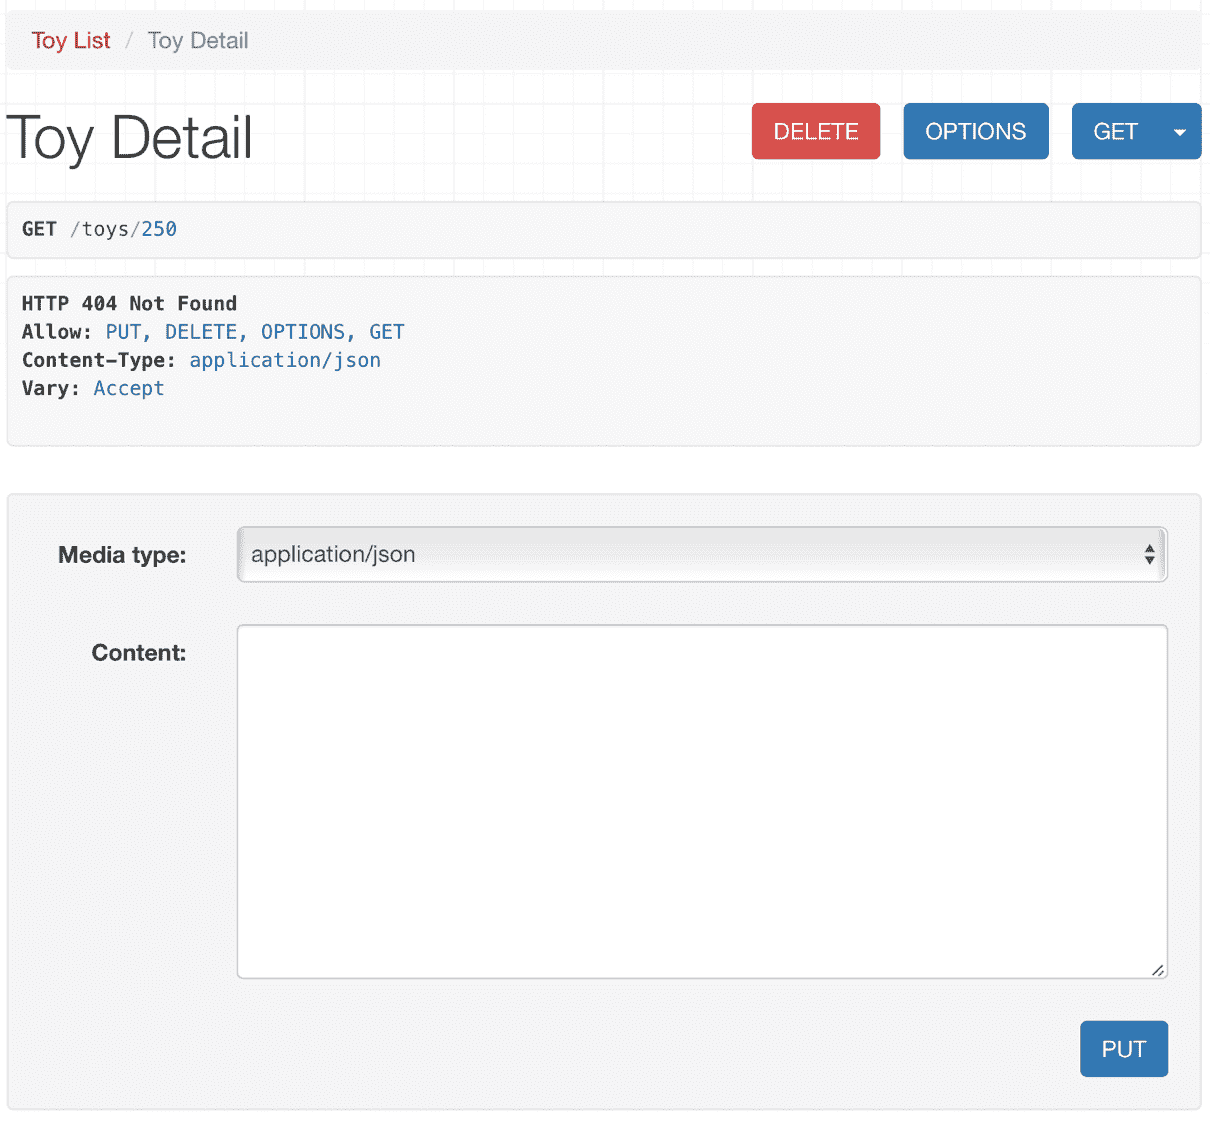 Toy List / Toy Detail
Toy Detail
DELETE
OPTIONS
GET
GET /toys/250
HTTP 404 Not Found
Allow: PUT, DELETE, OPTIONS, GET
Content-Type: application/json
Vary: Accept
Media type:
application/json
Content:
PUT